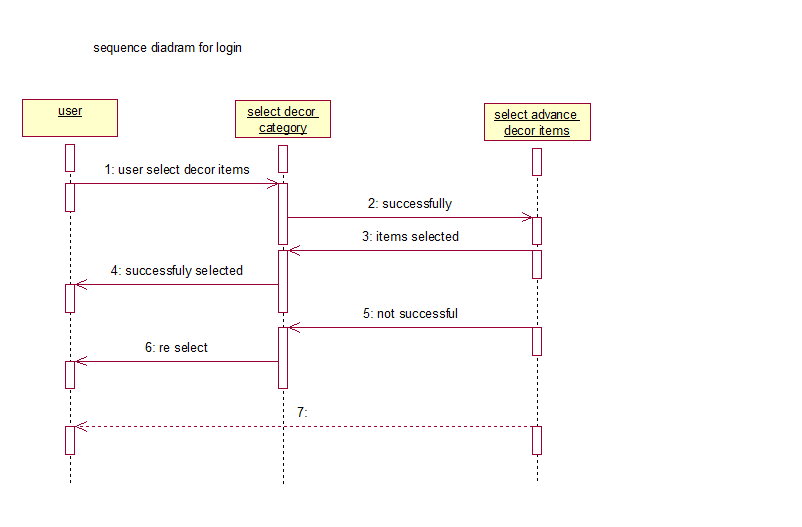 sequence diadram for login
user
select decor
category
select advance
decor items
1: user select decor items
2: successfully
3: items selected
4: successfuly selected
5: not successful
6: re select
7: